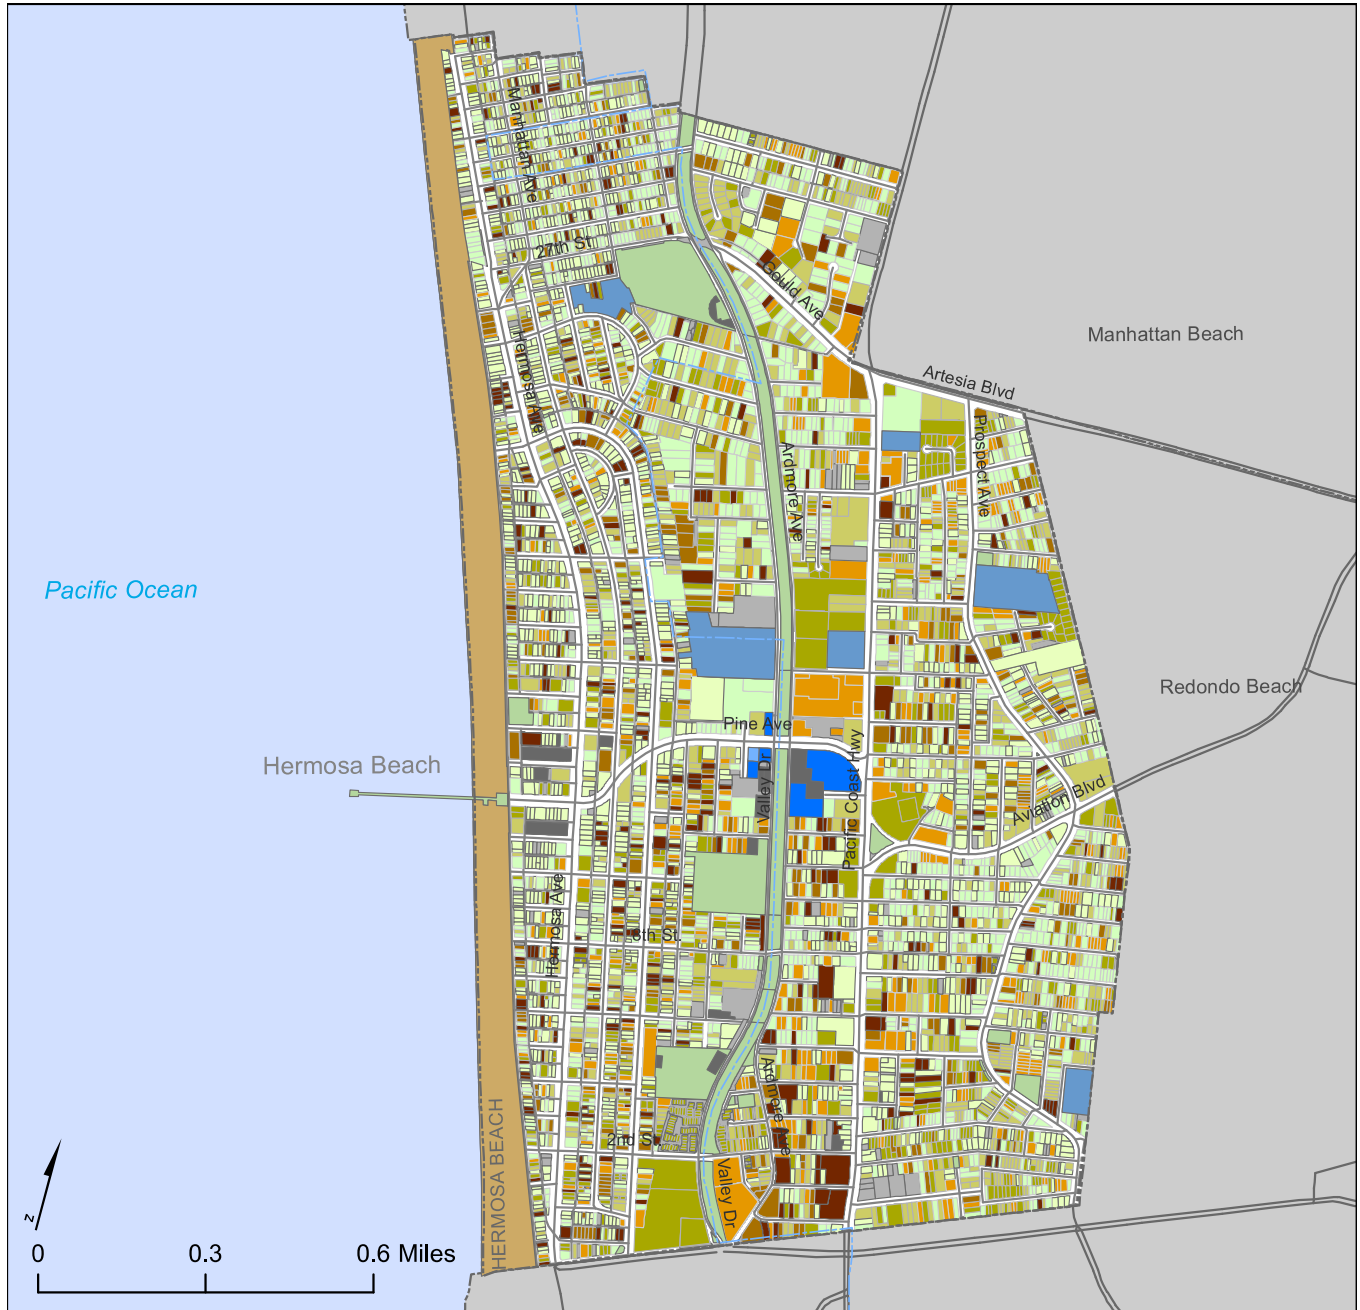 Manhattan Ave
27th St.
Gould Ave
Manhattan Beach
Hermosa Ave
Artesia Blvd
Prospect Ave
Ardmore Ave
Pacific Ocean
Redondo Beach
Pine Ave
Hermosa Beach
Valley Dr
Pacific Coast Hwy
Aviation Blvd
Hermosa Ave
8th St.
Ardmore Ave
2nd St.
HERMOSA BEACH
Valley Dr
z
0 0.3 0.6 Miles